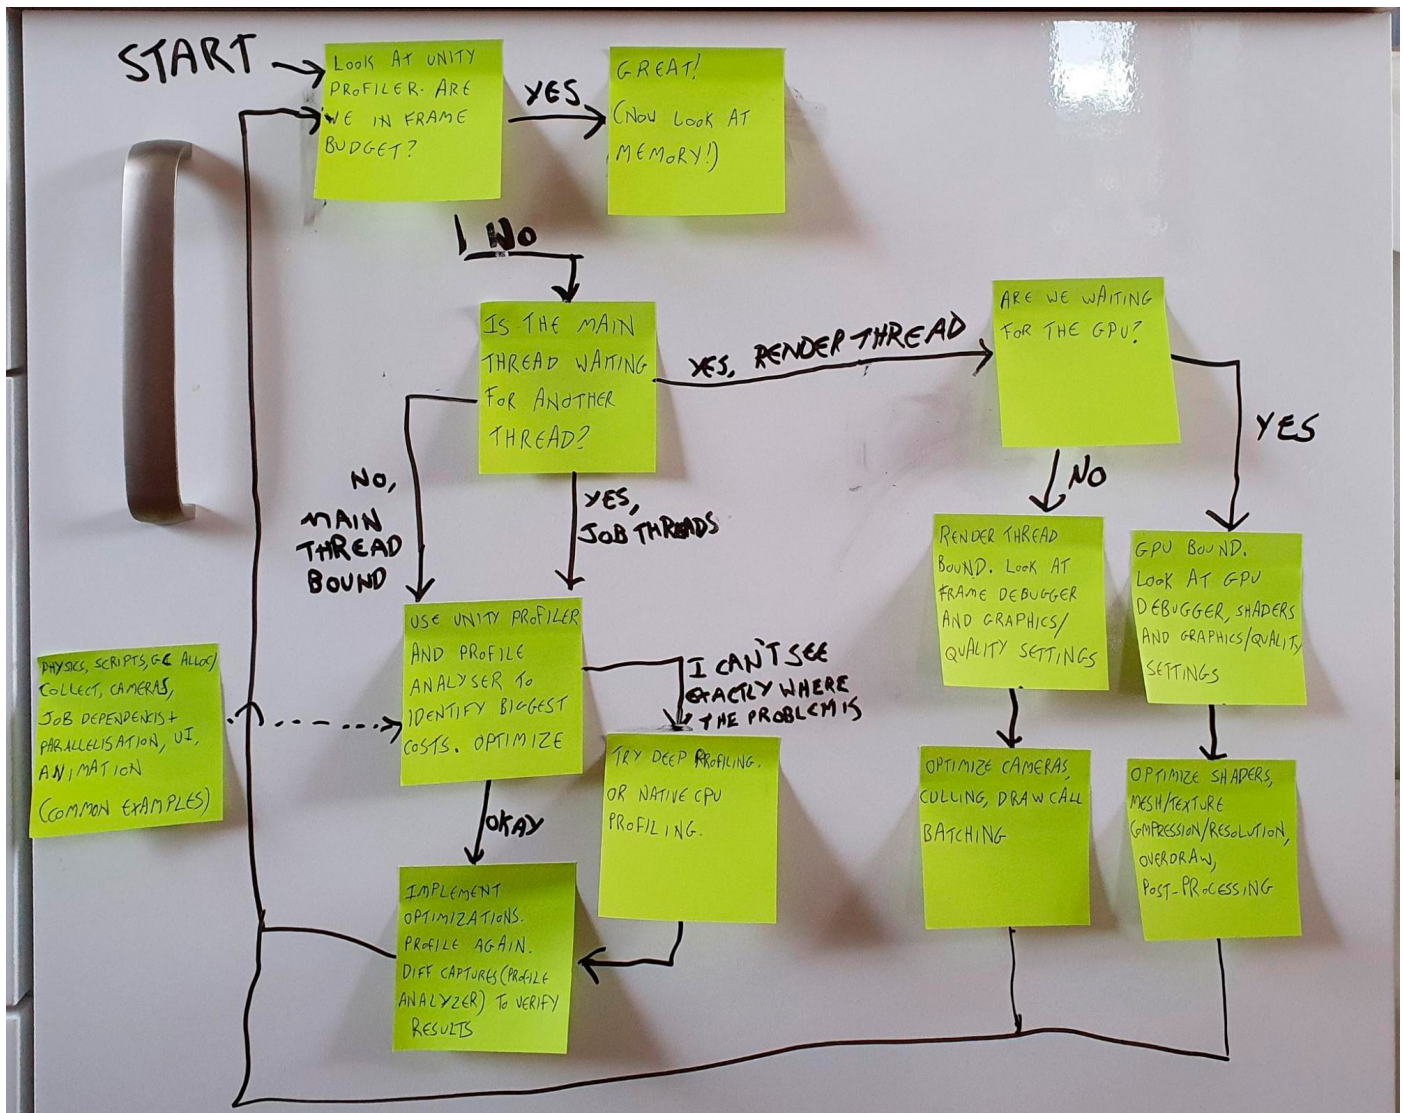 START
LOOK AT UNITY
PROFILER. ARE
WE IN FRAME
BUDGET?
YES
GREAT!
(NOW LOOK AT
MEMORY!)
NO
IS THE MAIN
THREAD WAITING
FOR ANOTHER
THREAD?
YES, RENDER THREAD
ARE WE WAITING
FOR THE GPU?
YES
NO
NO,
MAIN
THREAD
BOUND
YES,
JOB THREADS
RENDER THREAD
BOUND. LOOK AT
FRAME DEBUGGER
AND GRAPHICS/
QUALITY SETTINGS
GPU BOUND.
LOOK AT GPU
DEBUGGER, SHADERS
AND GRAPHICS/QUALITY
SETTINGS
USE UNITY PROFILER
AND PROFILE
ANALYSER TO
IDENTIFY BIGGEST
COSTS. OPTIMIZE
I CAN'T SEE
EXACTLY WHERE
THE PROBLEM IS
PHYSICS, SCRIPTS, GC ALLOC/
COLLECT, CAMERAS,
JOB DEPENDENCIES +
PARALLELISATION, UI,
ANIMATION
(COMMON EXAMPLES)
TRY DEEP PROFILING.
OR NATIVE CPU
PROFILING.
OPTIMIZE CAMERAS,
CULLING, DRAW CALL
BATCHING
OPTIMIZE SHADERS,
MESH/TEXTURE
COMPRESSION/RESOLUTION,
OVERDRAW,
POST-PROCESSING
OKAY
IMPLEMENT
OPTIMIZATIONS.
PROFILE AGAIN.
DIFF CAPTURES (PROFILE
ANALYZER) TO VERIFY
RESULTS